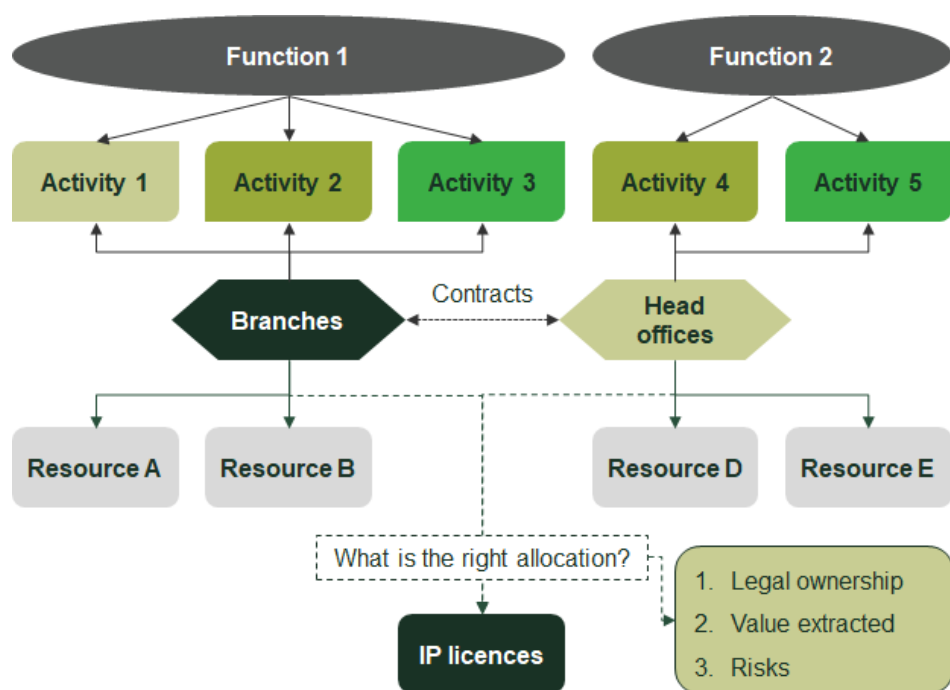 Function 1
Function 2
Activity 1
Activity 2
Activity 3
Activity 4
Activity 5
Contracts
Branches
Head
offices
Resource A
Resource B
Resource D
Resource E
What is the right allocation?
1. Legal ownership
2. Value extracted
3. Risks
IP licences